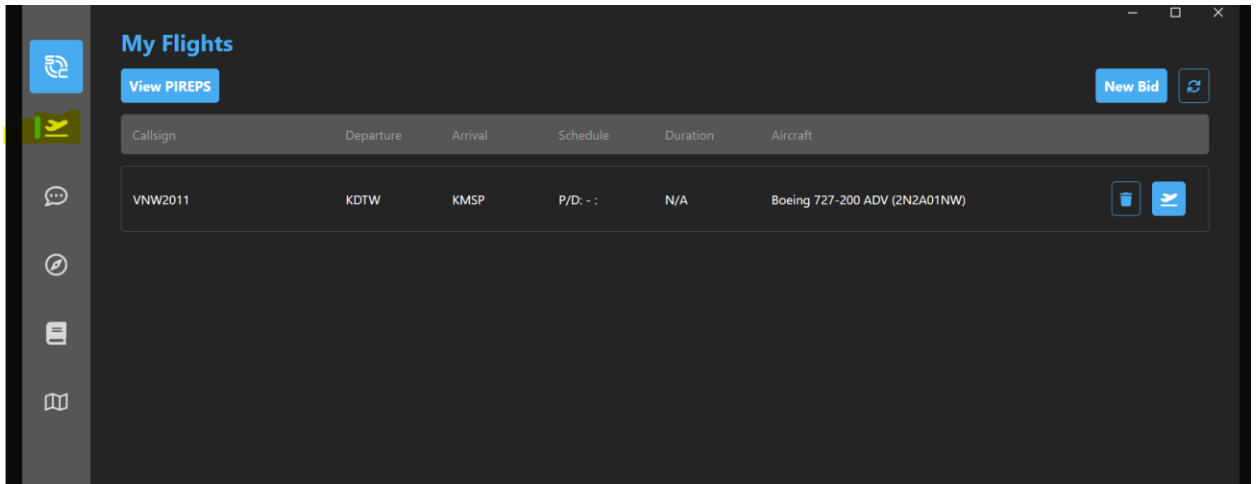 My Flights
View PIREPS
New Bid
Callsign Departure Arrival Schedule Duration Aircraft
VNW2011 KDTW KMSP P/D: - : N/A Boeing 727-200 ADV (2N2A01NW)